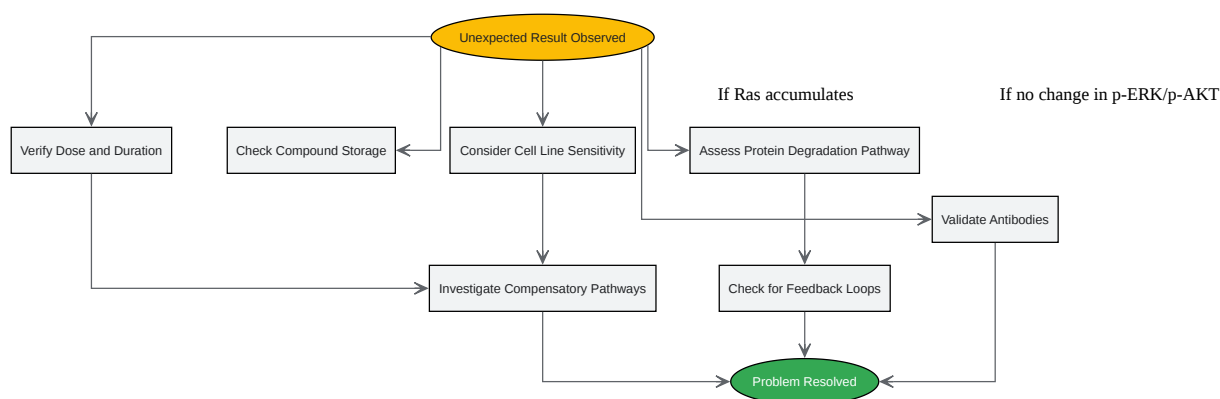 Unexpected Result Observed
If Ras accumulates
If no change in p-ERK/p-AKT
Verify Dose and Duration
Check Compound Storage
Consider Cell Line Sensitivity
Assess Protein Degradation Pathway
Validate Antibodies
Investigate Compensatory Pathways
Check for Feedback Loops
Problem Resolved